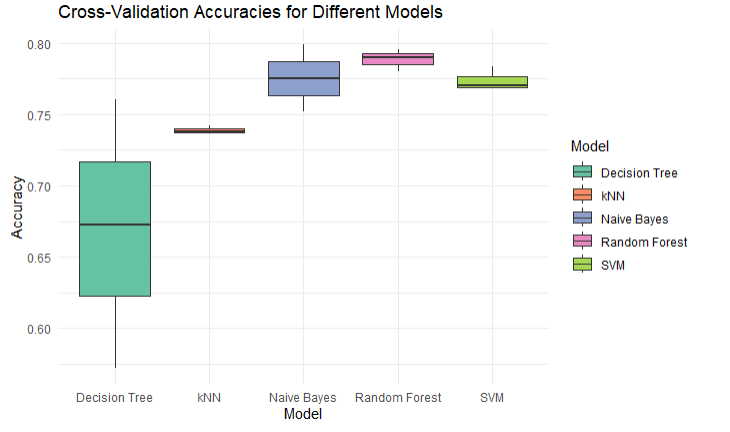 Cross-Validation Accuracies for Different Models
Accuracy
0.80
0.75
0.70
0.65
0.60
Decision Tree
kNN
Naive Bayes
Random Forest
SVM
Model
Model
Decision Tree
kNN
Naive Bayes
Random Forest
SVM